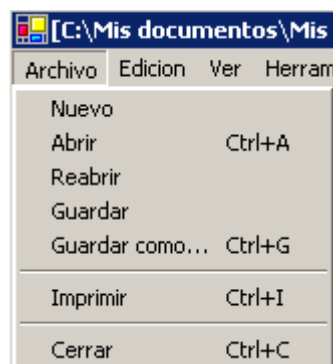 [C:\Mis documentos\Mis
Archivo Edicion Ver Herram
Nuevo
Abrir Ctrl+A
Reabrir
Guardar
Guardar como... Ctrl+G
Imprimir Ctrl+I
Cerrar Ctrl+C